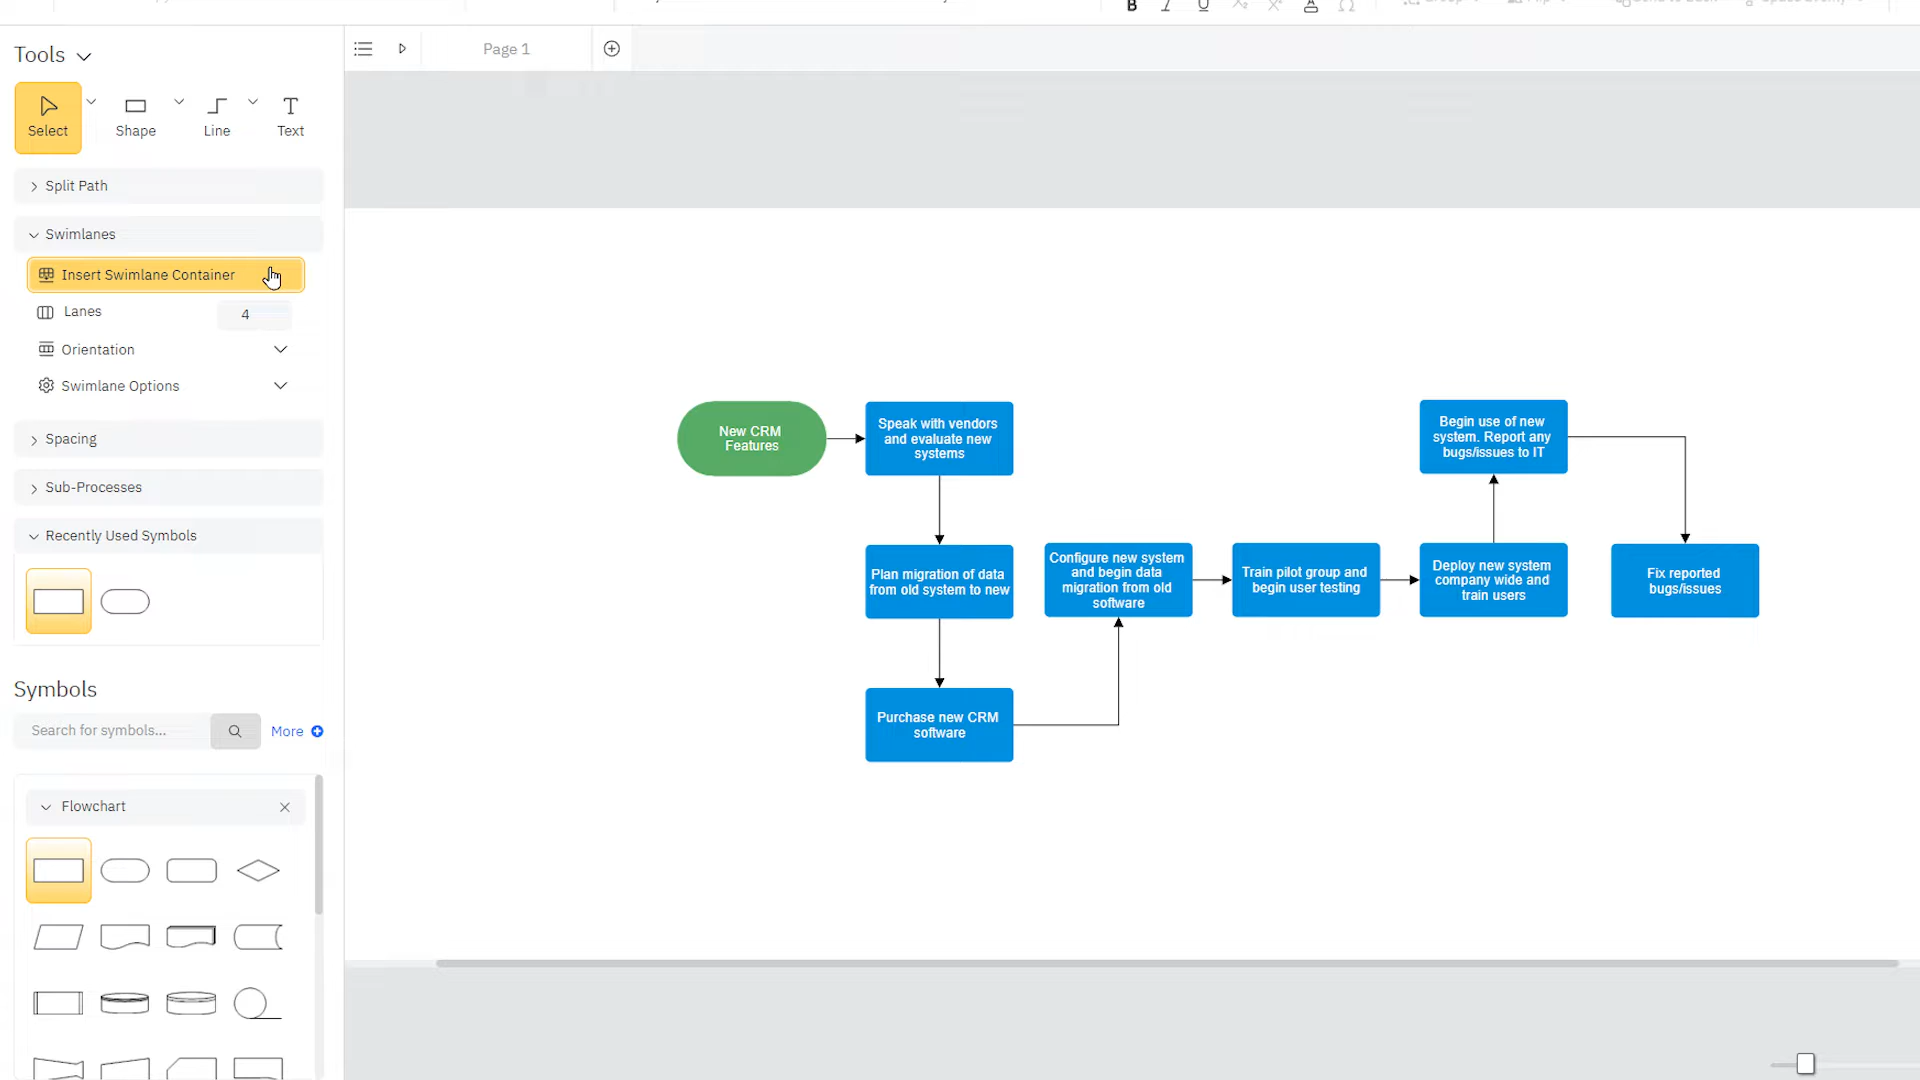 B I U
Tools
Page 1
Select
Shape
Line
Text
Split Path
Swimlanes
Insert Swimlane Container
Lanes
4
Orientation
Swimlane Options
Spacing
Sub-Processes
Recently Used Symbols
Symbols
Search for symbols...
More
Flowchart
New CRM
Features
Speak with vendors
and evaluate new
systems
Plan migration of data
from old system to new
Purchase new CRM
software
Configure new system
and begin data
migration from old
software
Train pilot group and
begin user testing
Begin use of new
system. Report any
bugs/issues to IT
Deploy new system
company wide and
train users
Fix reported
bugs/issues